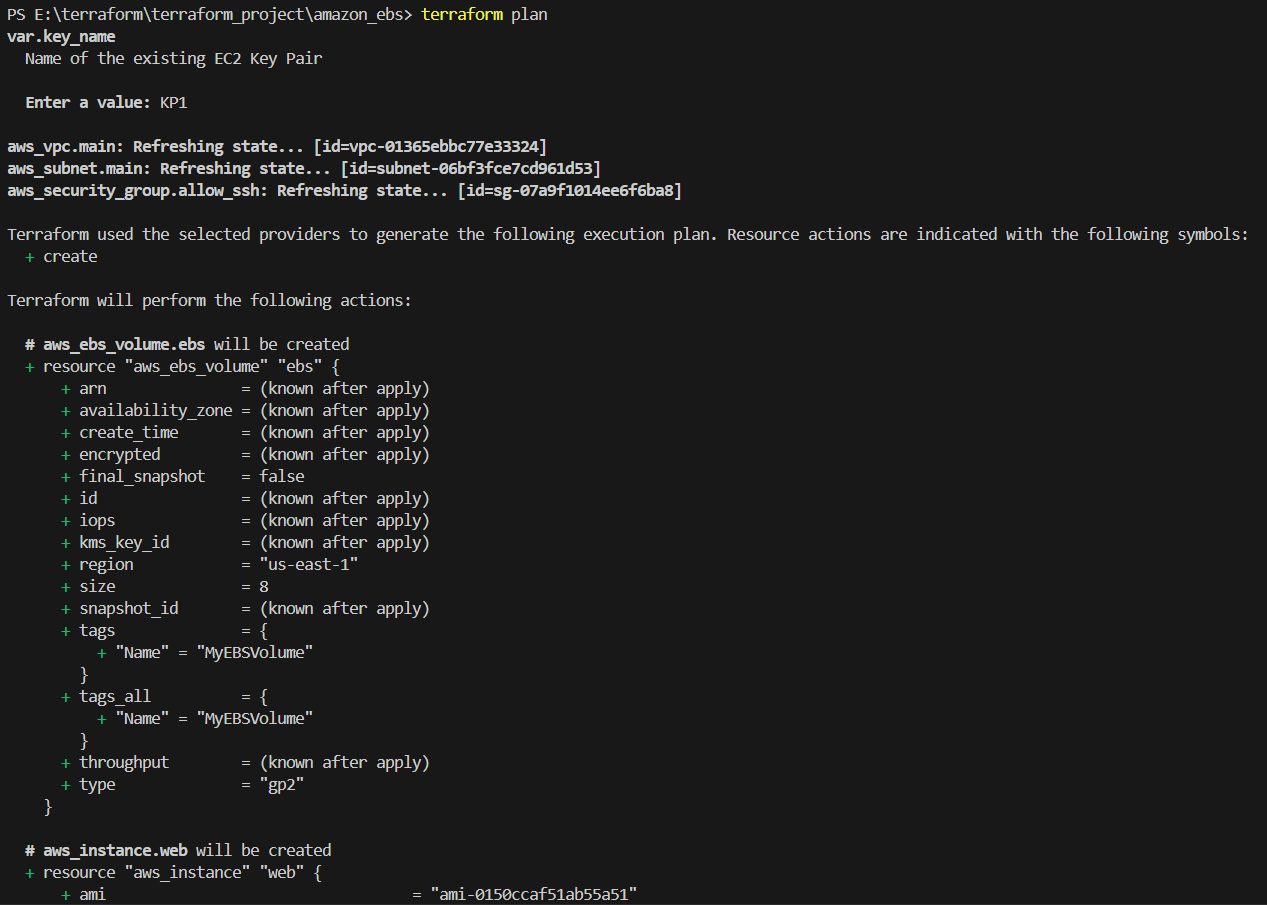 PS E:\terraform\terraform_project\amazon_ebs> terraform plan
var.key_name
  Name of the existing EC2 Key Pair

  Enter a value: KP1

aws_vpc.main: Refreshing state... [id=vpc-01365ebbc77e33324]
aws_subnet.main: Refreshing state... [id=subnet-06bf3fce7cd961d53]
aws_security_group.allow_ssh: Refreshing state... [id=sg-07a9f1014ee6f6ba8]

Terraform used the selected providers to generate the following execution plan. Resource actions are indicated with the following symbols:
  + create

Terraform will perform the following actions:

  # aws_ebs_volume.ebs will be created
  + resource "aws_ebs_volume" "ebs" {
      + arn               = (known after apply)
      + availability_zone = (known after apply)
      + create_time       = (known after apply)
      + encrypted         = (known after apply)
      + final_snapshot    = false
      + id                = (known after apply)
      + iops              = (known after apply)
      + kms_key_id        = (known after apply)
      + region            = "us-east-1"
      + size              = 8
      + snapshot_id       = (known after apply)
      + tags              = {
          + "Name" = "MyEBSVolume"
        }
      + tags_all          = {
          + "Name" = "MyEBSVolume"
        }
      + throughput        = (known after apply)
      + type              = "gp2"
    }

  # aws_instance.web will be created
  + resource "aws_instance" "web" {
      + ami                                  = "ami-0150ccaf51ab55a51"